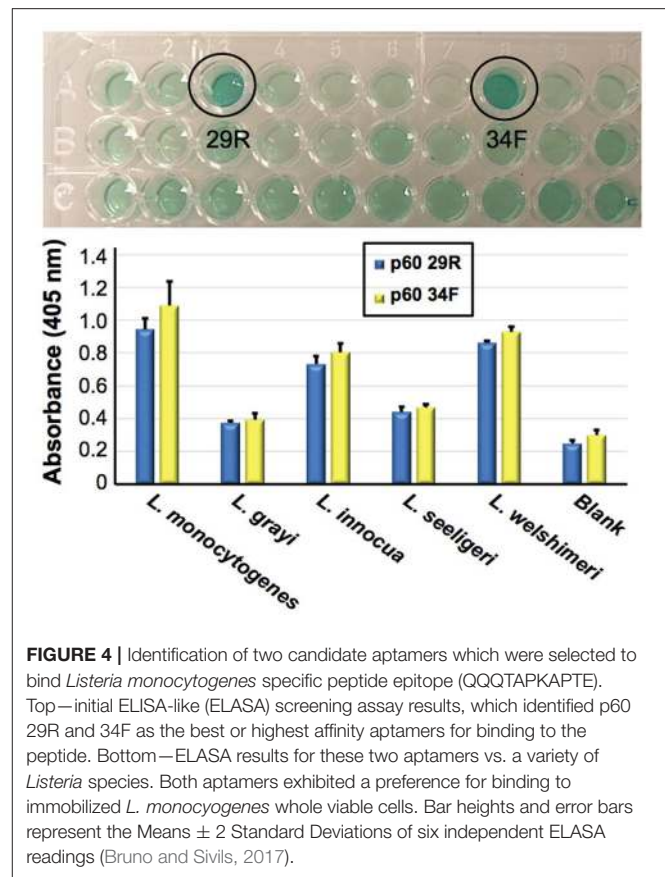 1 2 3 4 5 6 7 8 9 10
A
29R 34F
B
C
1.4
1.2
1.0
0.8
0.6
0.4
0.2
0
Absorbance (405 nm)
p60 29R
p60 34F
L. monocytogenes
L. grayi
L. innocua
L. seeligeri
L. welshimeri
Blank
FIGURE 4 | Identification of two candidate aptamers which were selected to
bind Listeria monocytogenes specific peptide epitope (QQQTAPKAPTE).
Top—initial ELISA-like (ELASA) screening assay results, which identified p60
29R and 34F as the best or highest affinity aptamers for binding to the
peptide. Bottom—ELASA results for these two aptamers vs. a variety of
Listeria species. Both aptamers exhibited a preference for binding to
immobilized L. monocyogenes whole viable cells. Bar heights and error bars
represent the Means ± 2 Standard Deviations of six independent ELASA
readings (Bruno and Sivils, 2017).